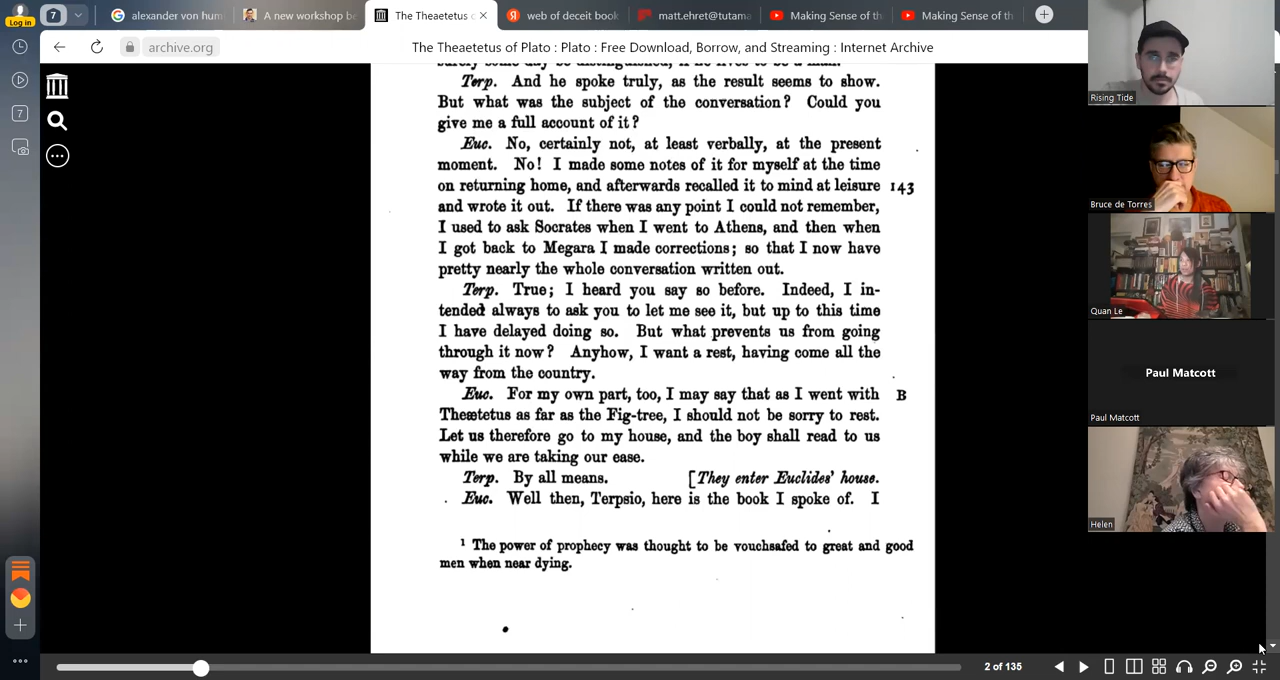 7
alexander von hum
A new workshop be
The Theaetetus o
web of deceit book
matt.ehret@tutama
Making Sense of th
Making Sense of th
Log in
archive.org
The Theaetetus of Plato : Plato : Free Download, Borrow, and Streaming : Internet Archive
7
Terp. And he spoke truly, as the result seems to show.
But what was the subject of the conversation? Could you
give me a full account of it?
Euc. No, certainly not, at least verbally, at the present
moment. No! I made some notes of it for myself at the time
on returning home, and afterwards recalled it to mind at leisure 143
and wrote it out. If there was any point I could not remember,
I used to ask Socrates when I went to Athens, and then when
I got back to Megara I made corrections; so that I now have
pretty nearly the whole conversation written out.
Terp. True; I heard you say so before. Indeed, I in-
tended always to ask you to let me see it, but up to this time
I have delayed doing so. But what prevents us from going
through it now? Anyhow, I want a rest, having come all the
way from the country.
Euc. For my own part, too, I may say that as I went with B
Theætetus as far as the Fig-tree, I should not be sorry to rest.
Let us therefore go to my house, and the boy shall read to us
while we are taking our ease.
Terp. By all means. [They enter Euclides' house.
Euc. Well then, Terpsio, here is the book I spoke of. I
1 The power of prophecy was thought to be vouchsafed to great and good
men when near dying.
2 of 135
Rising Tide
Bruce de Torres
Quan Le
Paul Matcott
Paul Matcott
Helen